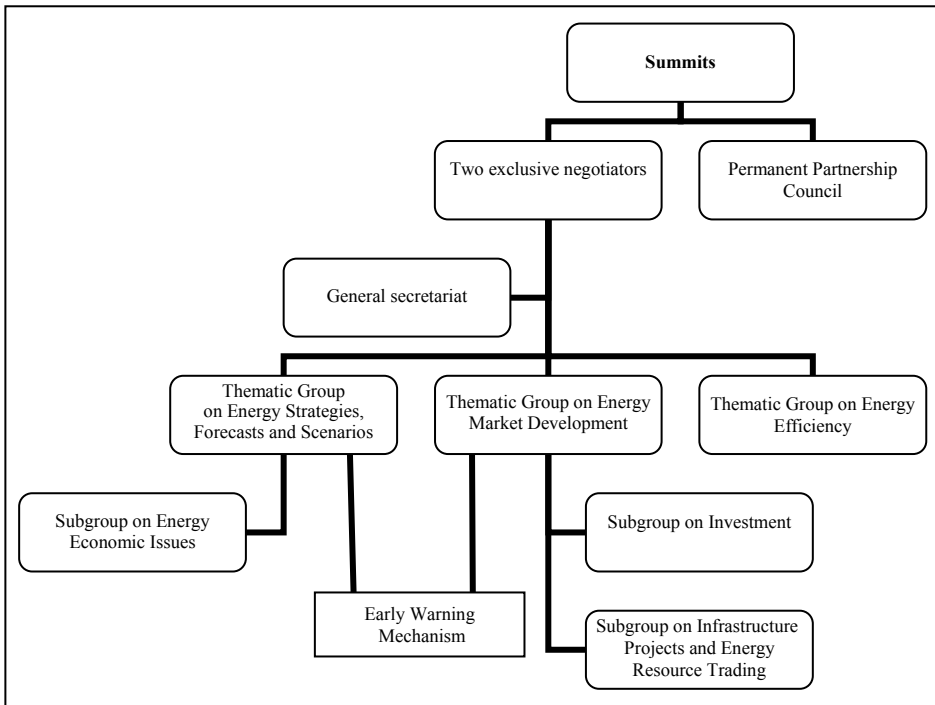 Summits
Two exclusive negotiators
Permanent Partnership
Council
General secretariat
Thematic Group
on Energy Strategies,
Forecasts and Scenarios
Thematic Group on Energy
Market Development
Thematic Group on Energy
Efficiency
Subgroup on Energy
Economic Issues
Subgroup on Investment
Early Warning
Mechanism
Subgroup on Infrastructure
Projects and Energy
Resource Trading